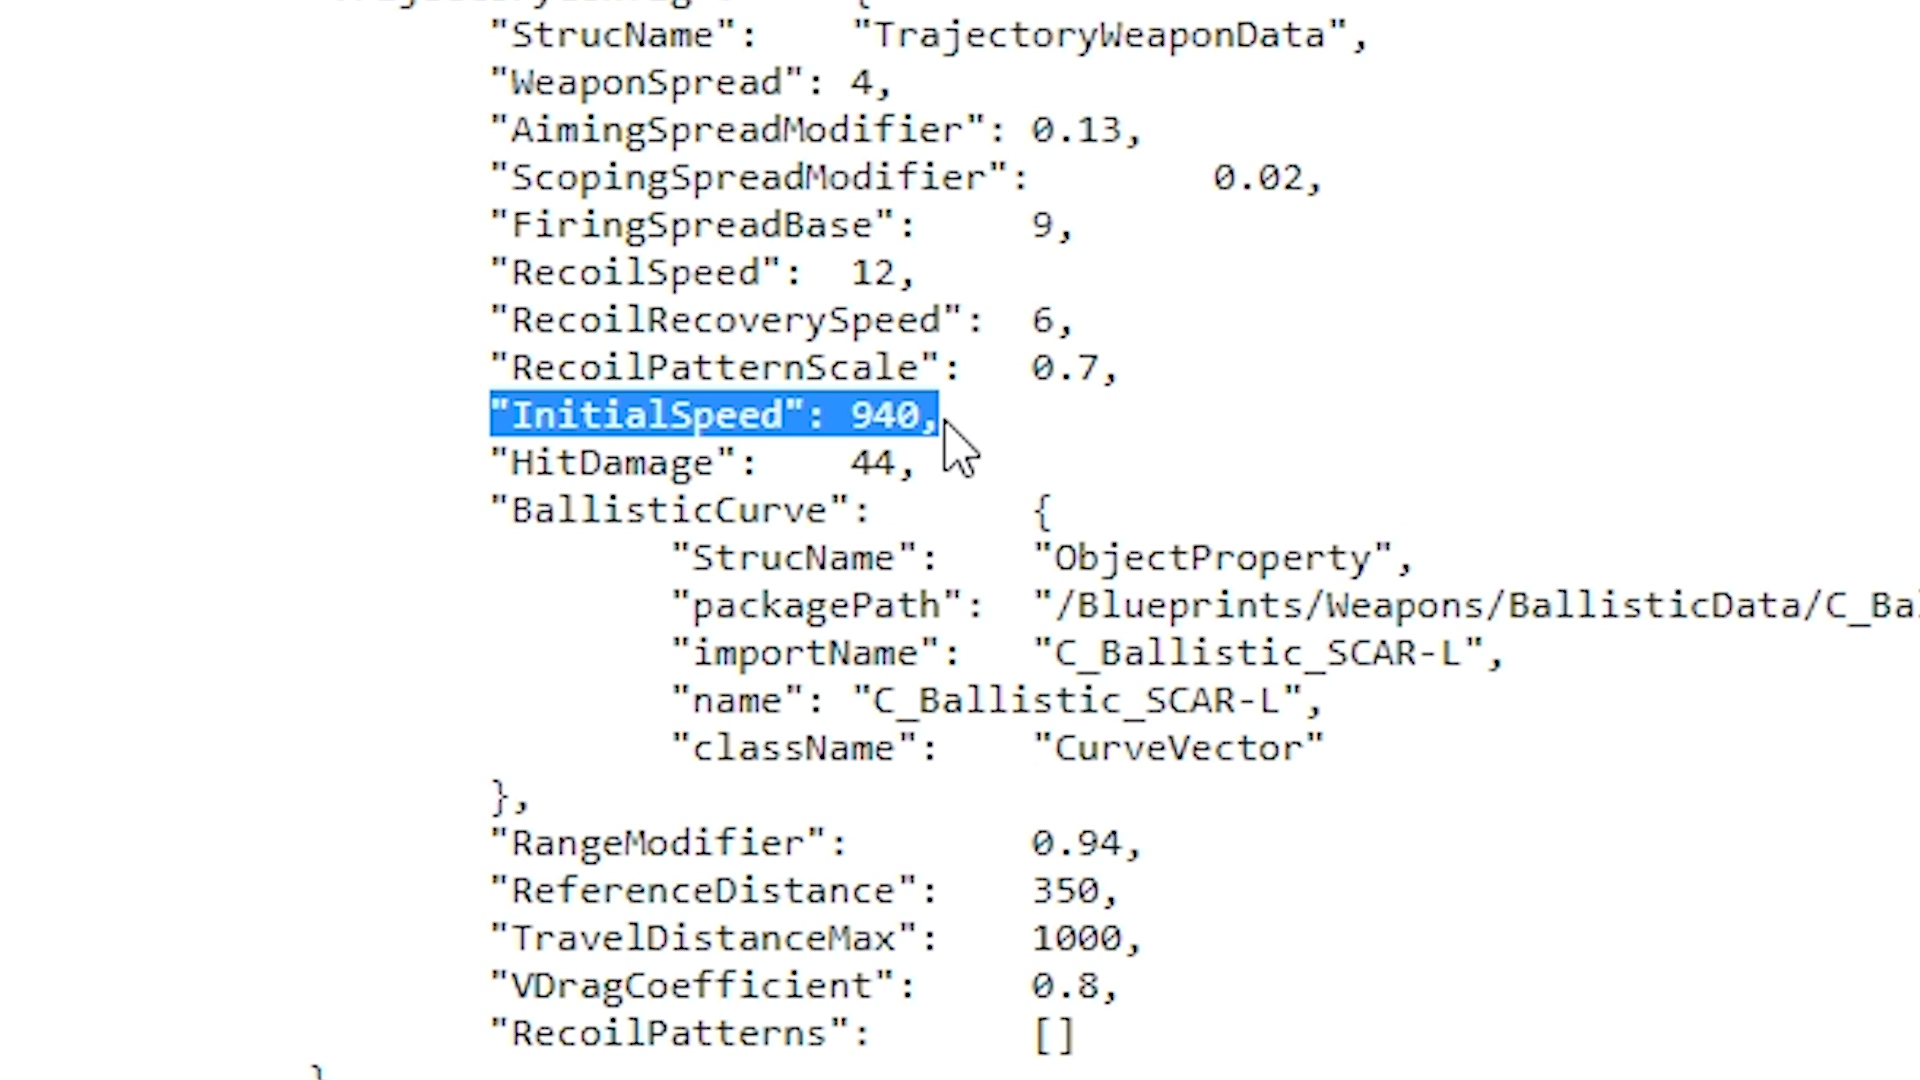 "StrucName": "TrajectoryWeaponData",
"WeaponSpread": 4,
"AimingSpreadModifier": 0.13,
"ScopingSpreadModifier": 0.02,
"FiringSpreadBase": 9,
"RecoilSpeed": 12,
"RecoilRecoverySpeed": 6,
"RecoilPatternScale": 0.7,
"InitialSpeed": 940,
"HitDamage": 44,
"BallisticCurve": {
"StrucName": "ObjectProperty",
"packagePath": "/Blueprints/Weapons/BallisticData/C_Bal
"importName": "C_Ballistic_SCAR-L",
"name": "C_Ballistic_SCAR-L",
"className": "CurveVector"
},
"RangeModifier": 0.94,
"ReferenceDistance": 350,
"TravelDistanceMax": 1000,
"VDragCoefficient": 0.8,
"RecoilPatterns": []
}